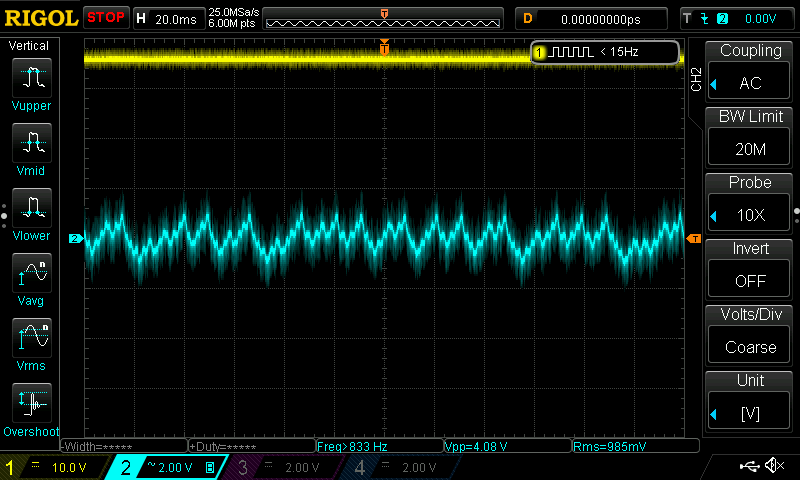 RIGOL STOP H 20.0ms 25.0MSa/s 6.00M pts T D 0.00000000ps T 2 0.00V
Vertical
Vupper
Vmid
Vlower
Vavg
n
Vrms
n
Overshoot
T
1 < 15Hz
2
T
CH2
Coupling
AC
BW Limit
20M
Probe
10X
Invert
OFF
Volts/Div
Coarse
Unit
[V]
-Width=***** +Duty=***** Freq>833 Hz Vpp=4.08 V Rms=985mV
1 10.0 V 2 ~2.00 V B 3 2.00 V 4 2.00 V